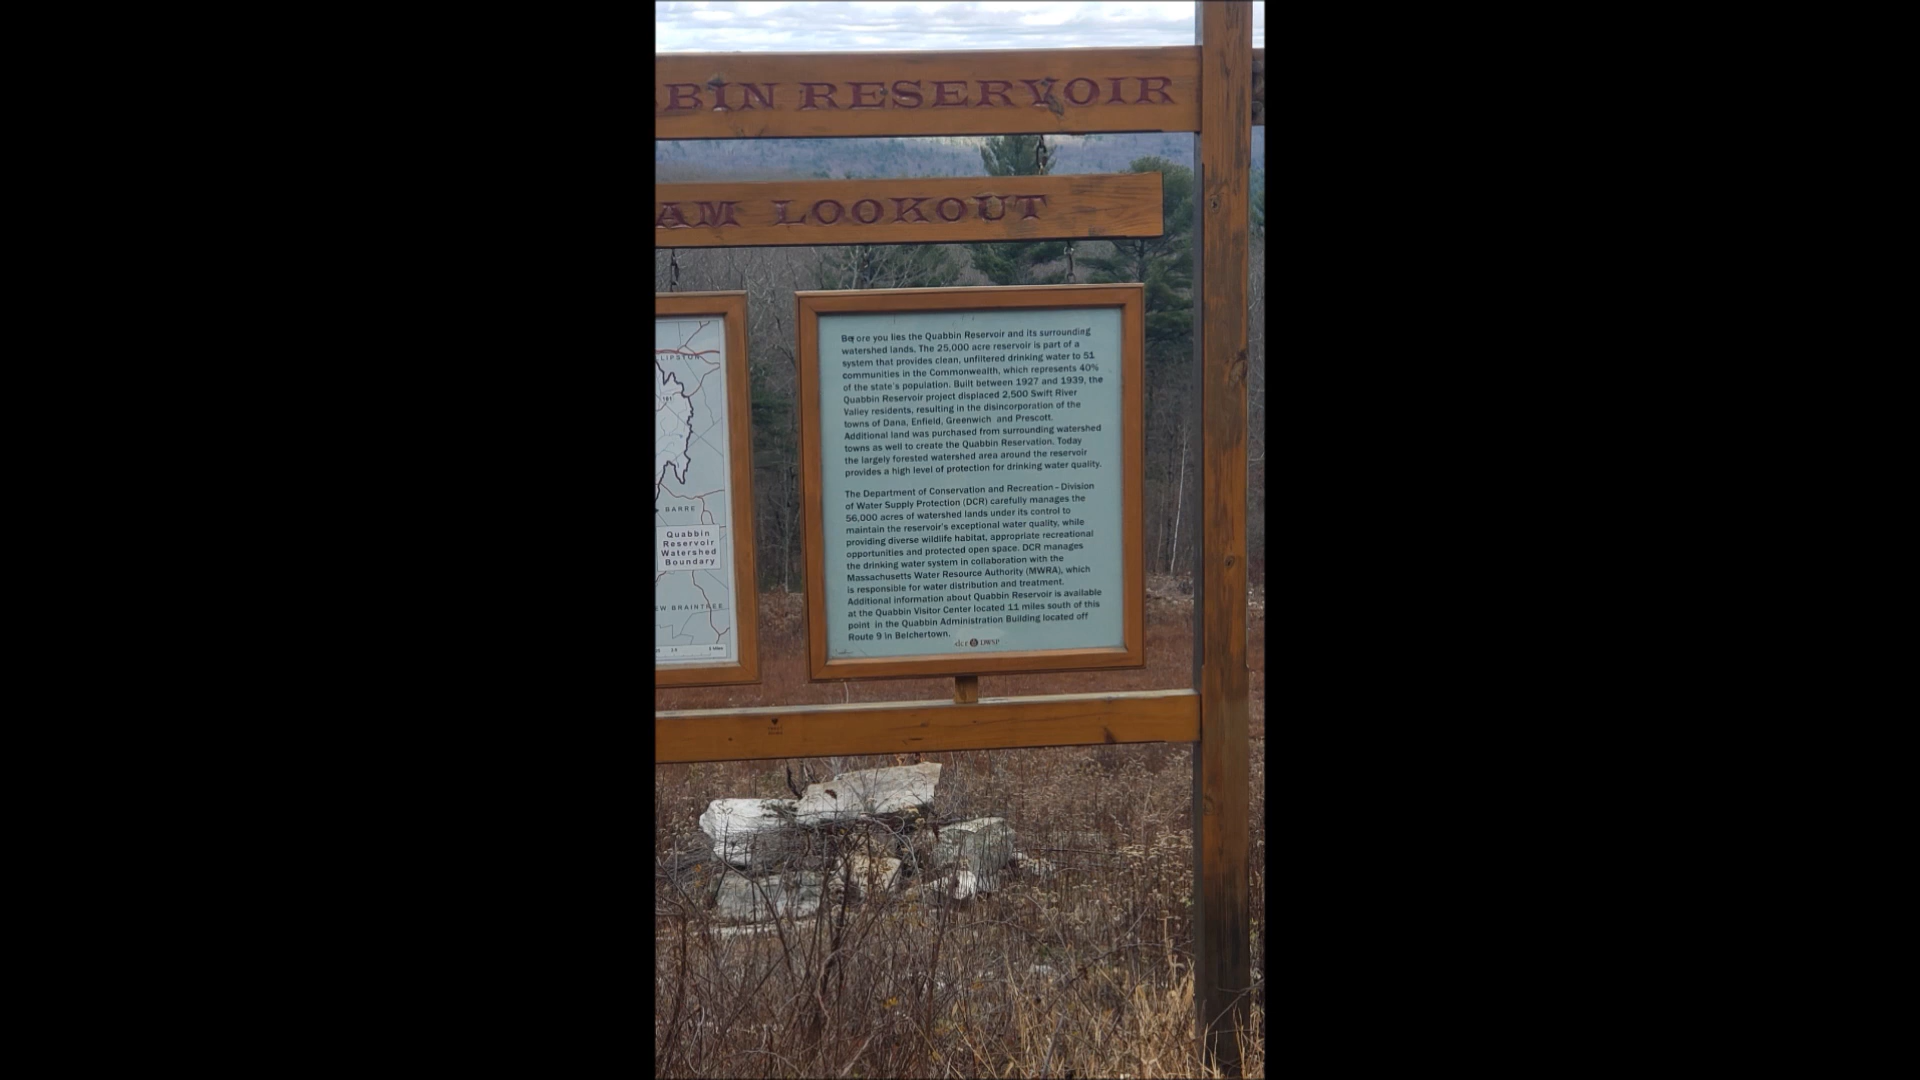 BBIN RESERVOIR
AM LOOKOUT
LIPSTON
BARRE
Quabbin
Reservoir
Watershed
Boundary
EW BRAINTREE
Be ore you lies the Quabbin Reservoir and its surrounding
watershed lands. The 25,000 acre reservoir is part of a
system that provides clean, unfiltered drinking water to 51
communities in the Commonwealth, which represents 40%
of the state's population. Built between 1927 and 1939, the
Quabbin Reservoir project displaced 2,500 Swift River
Valley residents, resulting in the disincorporation of the
towns of Dana, Enfield, Greenwich and Prescott.
Additional land was purchased from surrounding watershed
towns as well to create the Quabbin Reservation. Today
the largely forested watershed area around the reservoir
provides a high level of protection for drinking water quality.
The Department of Conservation and Recreation – Division
of Water Supply Protection (DCR) carefully manages the
56,000 acres of watershed lands under its control to
maintain the reservoir's exceptional water quality, while
providing diverse wildlife habitat, appropriate recreational
opportunities and protected open space. DCR manages
the drinking water system in collaboration with the
Massachusetts Water Resource Authority (MWRA), which
is responsible for water distribution and treatment.
Additional information about Quabbin Reservoir is available
at the Quabbin Visitor Center located 11 miles south of this
point in the Quabbin Administration Building located off
Route 9 in Belchertown.
dcr DWSP